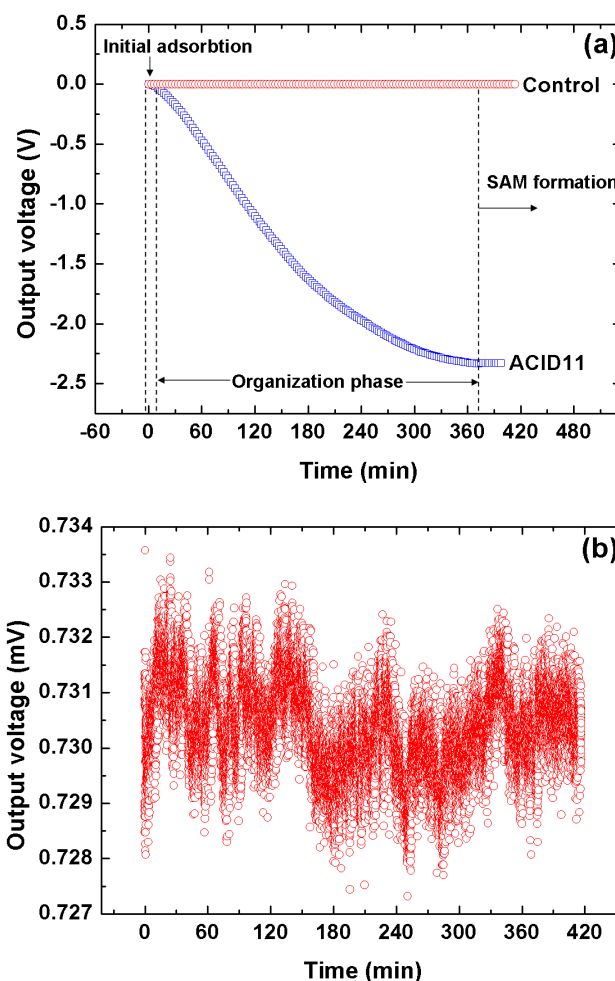 Initial adsorbtion
(a)
0.0
Control
-0.5
SAM formation
-1.0
-1.5
-2.0
ACID11
Organization phase
-2.5
-60 0 60 120 180 240 300 360 420 480
Output voltage (V)
Time (min)
0.734
(b)
0.733
0.732
0.731
0.730
0.729
0.728
0.727
0 60 120 180 240 300 360 420
Output voltage (mV)
Time (min)